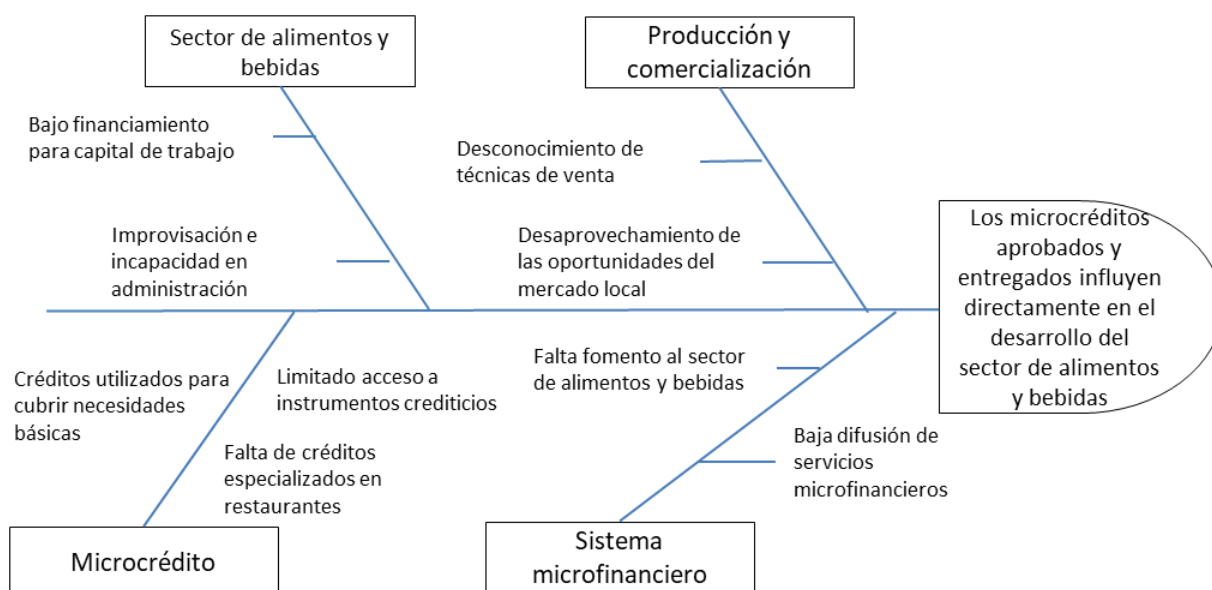 Sector de alimentos y
bebidas
Producción y
comercialización
Bajo financiamiento
para capital de trabajo
Desconocimiento de
técnicas de venta
Improvisación e
incapacidad en
administración
Desaprovechamiento de
las oportunidades del
mercado local
Los microcréditos
aprobados y
entregados influyen
directamente en el
desarrollo del
sector de alimentos
y bebidas
Créditos utilizados para
cubrir necesidades
básicas
Limitado acceso a
instrumentos crediticios
Falta de créditos
especializados en
restaurantes
Falta fomento al sector
de alimentos y bebidas
Baja difusión de
servicios
microfinancieros
Microcrédito
Sistema
microfinanciero